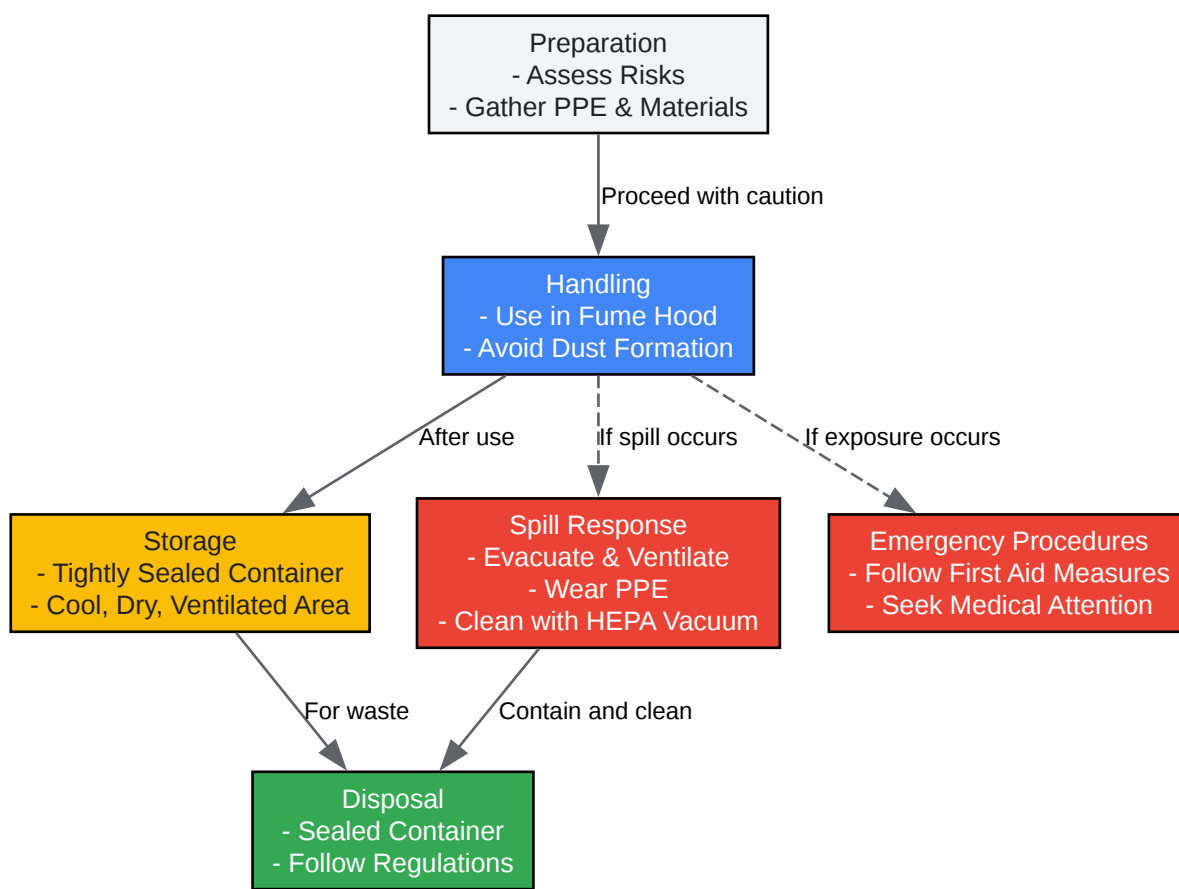 Preparation
- Assess Risks
- Gather PPE & Materials
Proceed with caution
Handling
- Use in Fume Hood
- Avoid Dust Formation
After use
If spill occurs
If exposure occurs
Storage
- Tightly Sealed Container
- Cool, Dry, Ventilated Area
Spill Response
- Evacuate & Ventilate
- Wear PPE
- Clean with HEPA Vacuum
Emergency Procedures
- Follow First Aid Measures
- Seek Medical Attention
For waste
Contain and clean
Disposal
- Sealed Container
- Follow Regulations